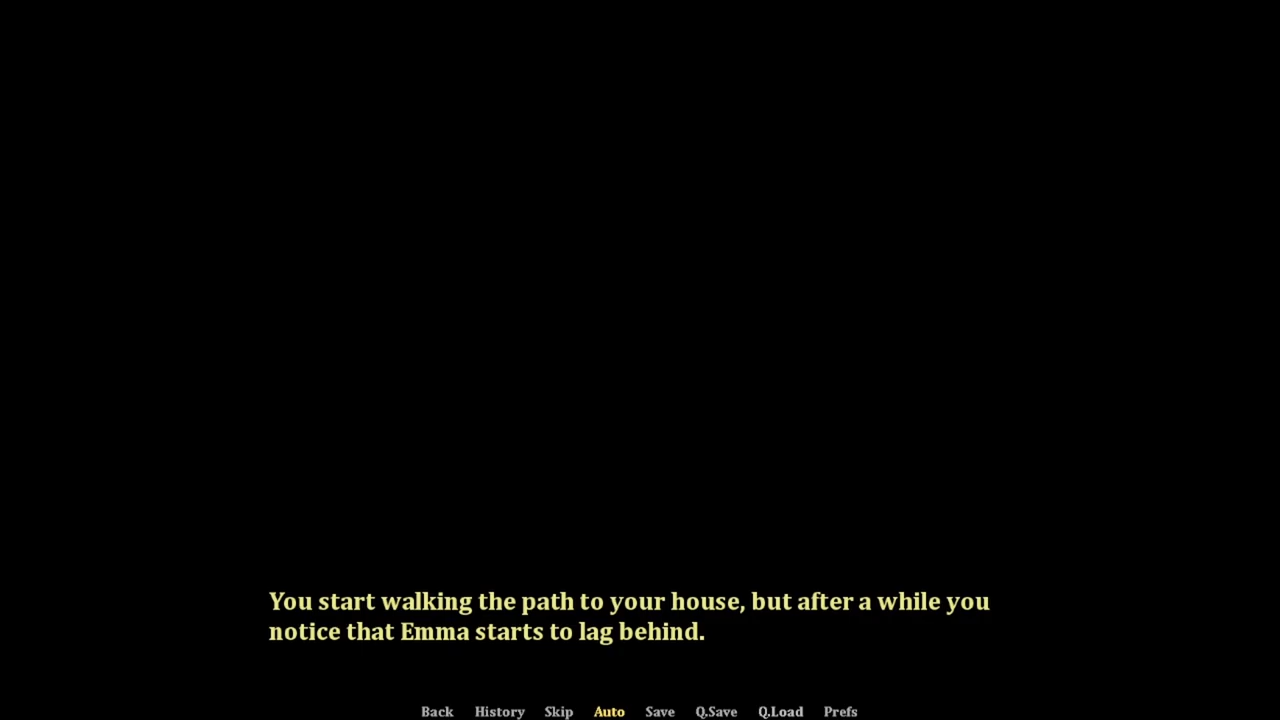 You start walking the path to your house, but after a while you
notice that Emma starts to lag behind.
Back History Skip Auto Save Q.Save Q.Load Prefs